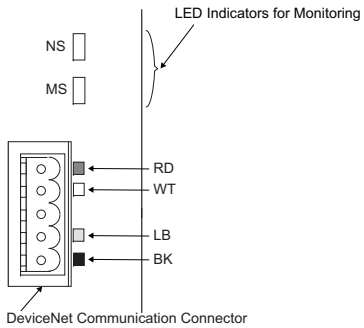 LED Indicators for Monitoring
NS
MS
RD
WT
LB
BK
DeviceNet Communication Connector